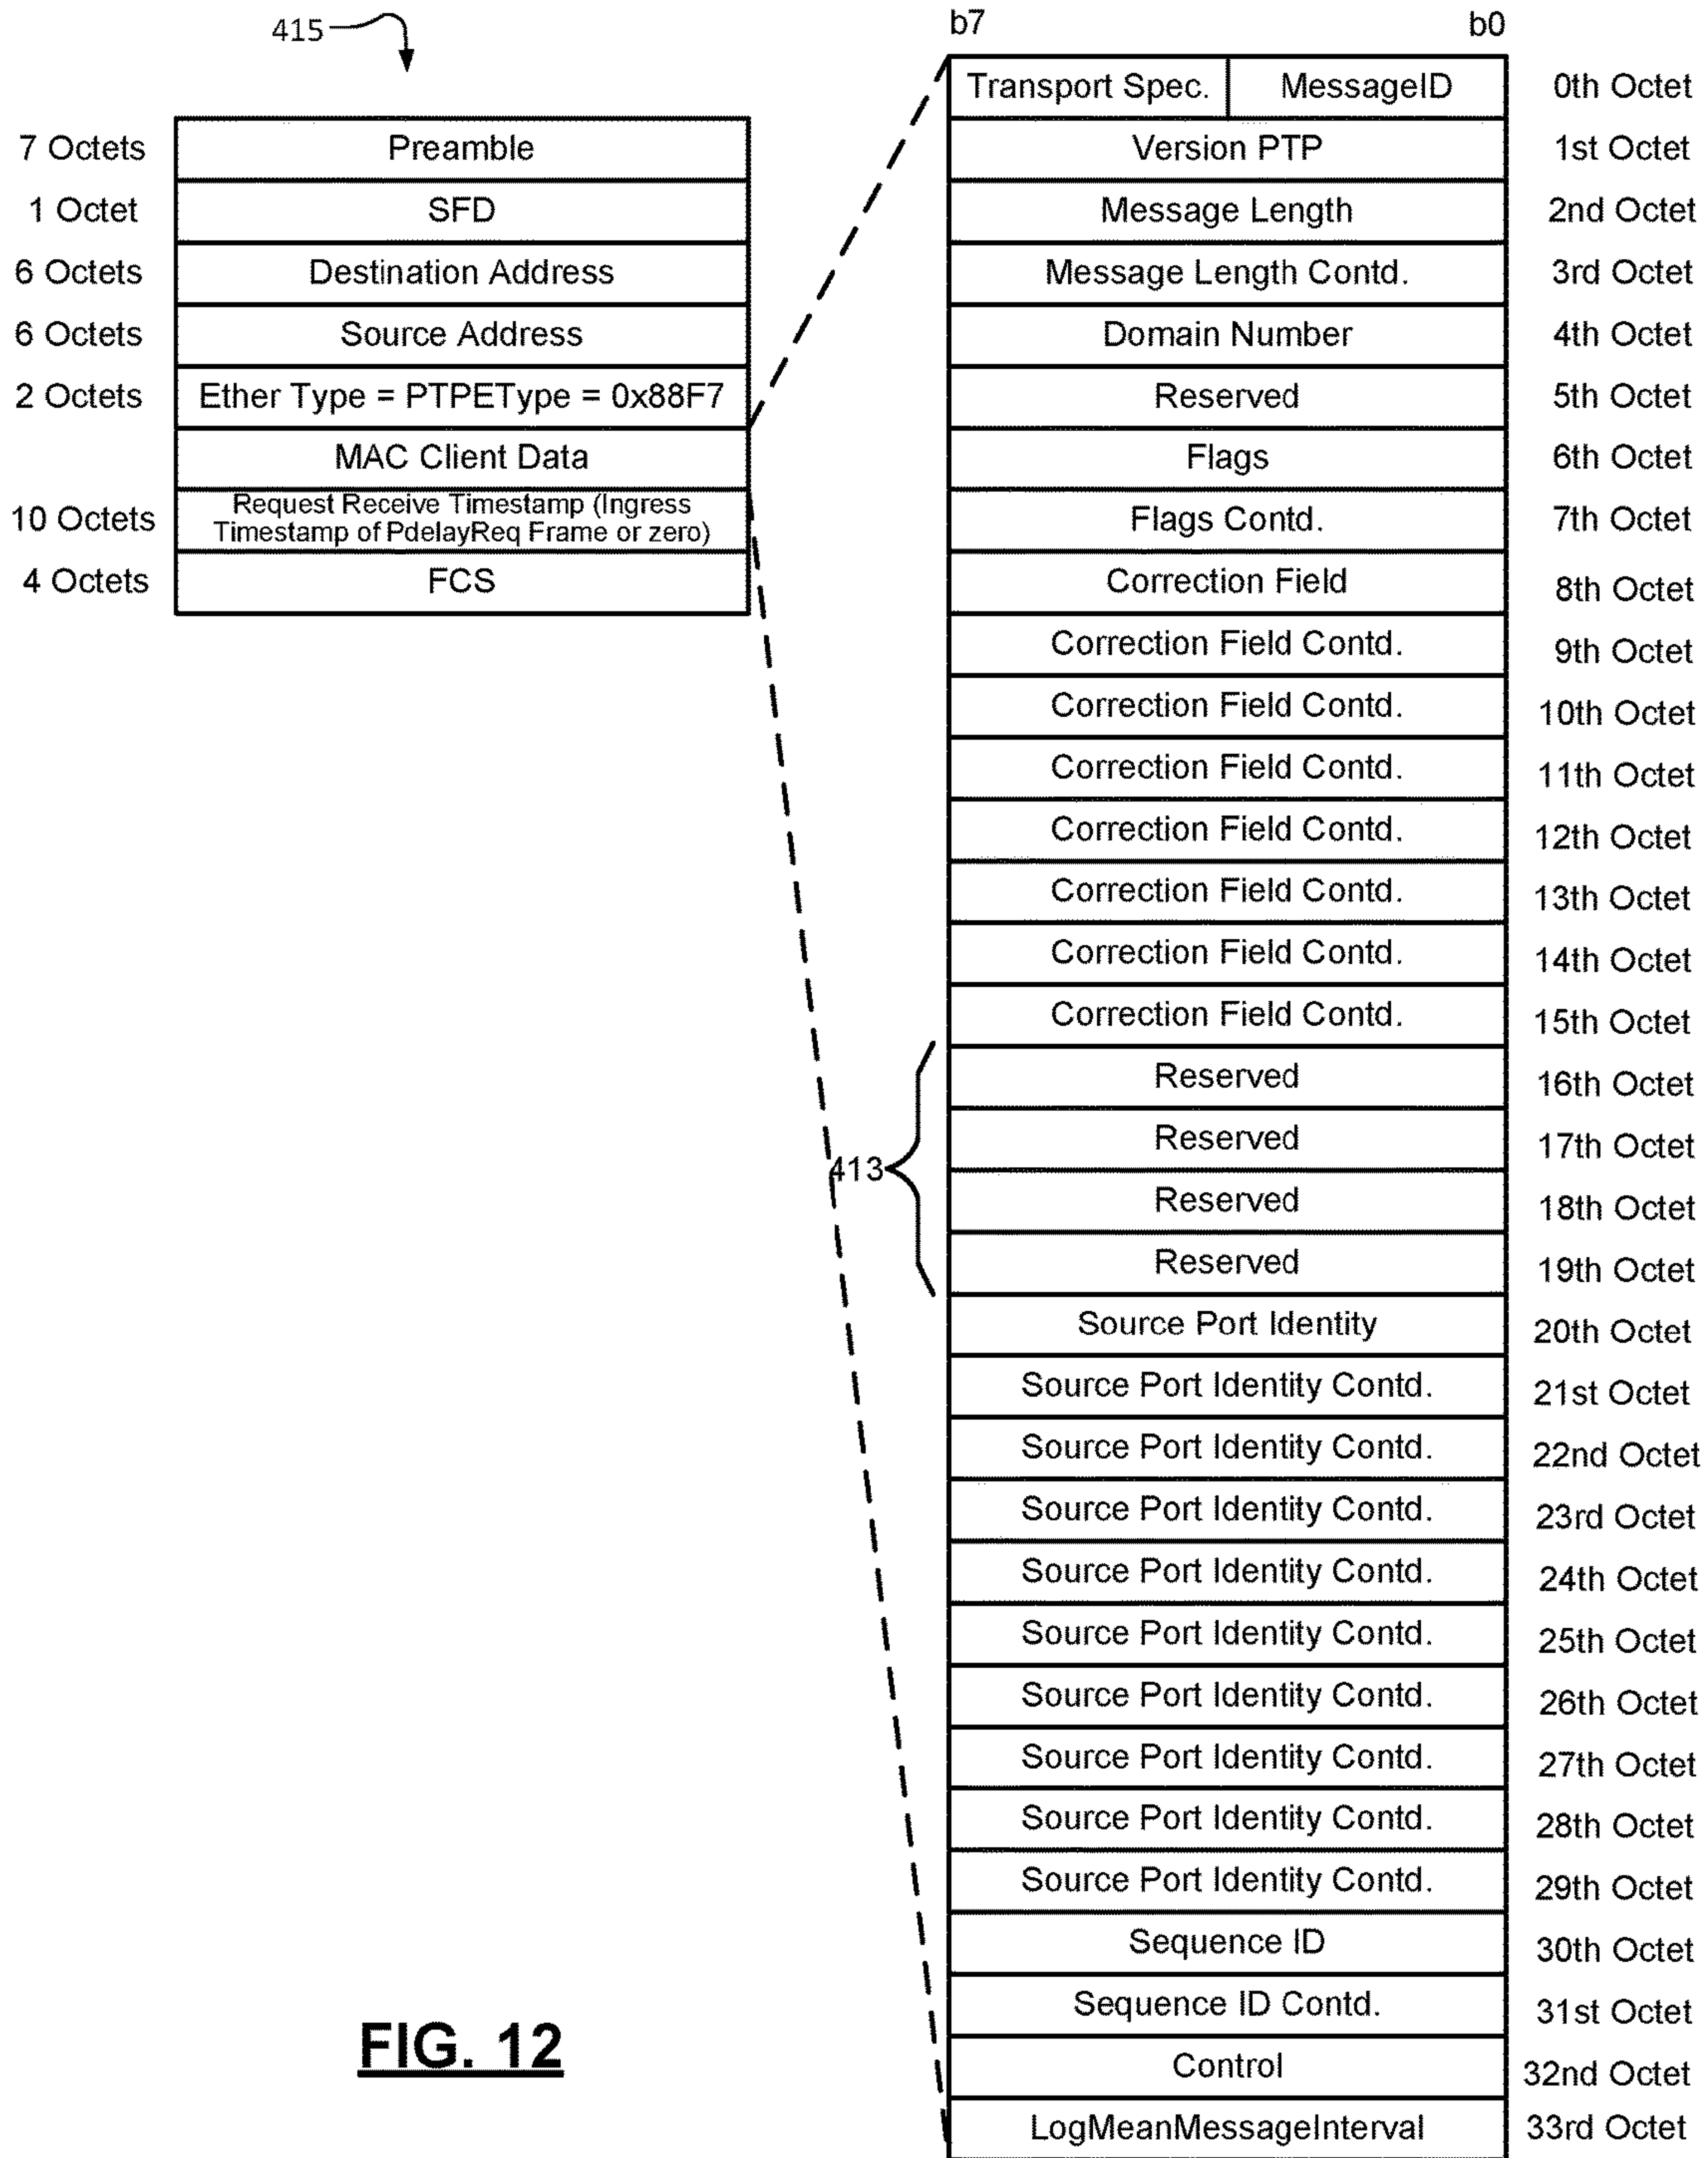 415
7 Octets Preamble
1 Octet SFD
6 Octets Destination Address
6 Octets Source Address
2 Octets Ether Type = PTPEType = 0x88F7
MAC Client Data
10 Octets Request Receive Timestamp (Ingress
Timestamp of PdelayReq Frame or zero)
4 Octets FCS
b7 b0
Transport Spec. MessageID 0th Octet
Version PTP 1st Octet
Message Length 2nd Octet
Message Length Contd. 3rd Octet
Domain Number 4th Octet
Reserved 5th Octet
Flags 6th Octet
Flags Contd. 7th Octet
Correction Field 8th Octet
Correction Field Contd. 9th Octet
Correction Field Contd. 10th Octet
Correction Field Contd. 11th Octet
Correction Field Contd. 12th Octet
Correction Field Contd. 13th Octet
Correction Field Contd. 14th Octet
Correction Field Contd. 15th Octet
Reserved 16th Octet
Reserved 17th Octet
413
Reserved 18th Octet
Reserved 19th Octet
Source Port Identity 20th Octet
Source Port Identity Contd. 21st Octet
Source Port Identity Contd. 22nd Octet
Source Port Identity Contd. 23rd Octet
Source Port Identity Contd. 24th Octet
Source Port Identity Contd. 25th Octet
Source Port Identity Contd. 26th Octet
Source Port Identity Contd. 27th Octet
Source Port Identity Contd. 28th Octet
Source Port Identity Contd. 29th Octet
Sequence ID 30th Octet
Sequence ID Contd. 31st Octet
Control 32nd Octet
LogMeanMessageInterval 33rd Octet
FIG. 12